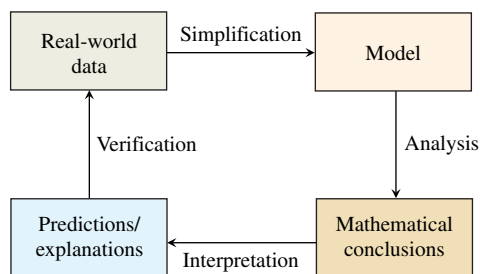 Real-world
data
Simplification
Model
Verification
Analysis
Predictions/
explanations
Interpretation
Mathematical
conclusions